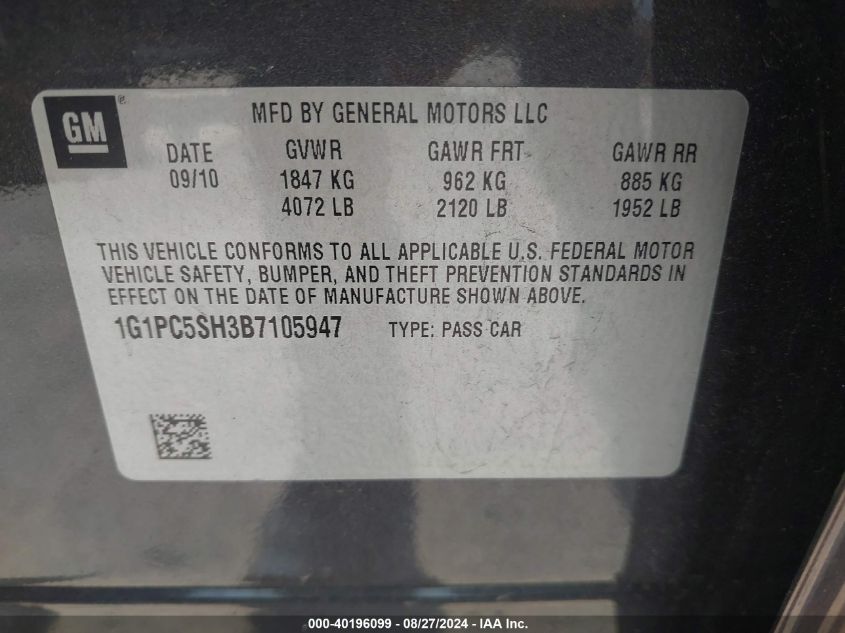 GM ®
MFD BY GENERAL MOTORS LLC
DATE GVWR GAWR FRT GAWR RR
09/10 1847 KG 962 KG 885 KG
4072 LB 2120 LB 1952 LB
THIS VEHICLE CONFORMS TO ALL APPLICABLE U.S. FEDERAL MOTOR
VEHICLE SAFETY, BUMPER, AND THEFT PREVENTION STANDARDS IN
EFFECT ON THE DATE OF MANUFACTURE SHOWN ABOVE.
1G1PC5SH3B7105947 TYPE: PASS CAR
000-40196099 - 08/27/2024 - IAA Inc.